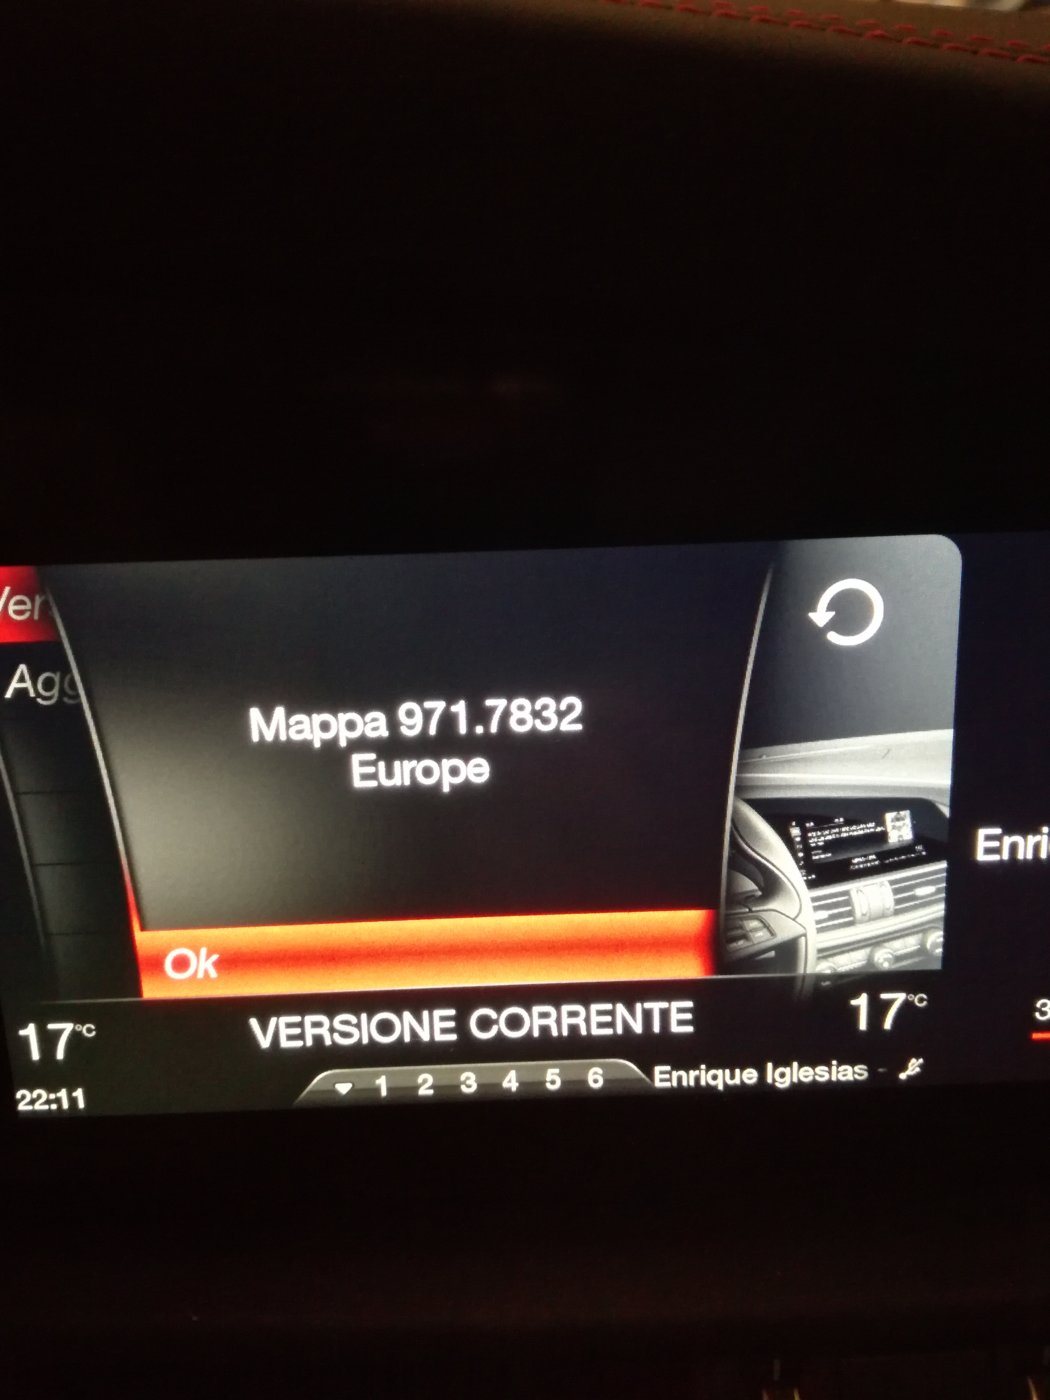 Mappa 971.7832
Europe
Ok
17°C
VERSIONE CORRENTE
17°C
22:11
1 2 3 4 5 6
Enrique Iglesias -